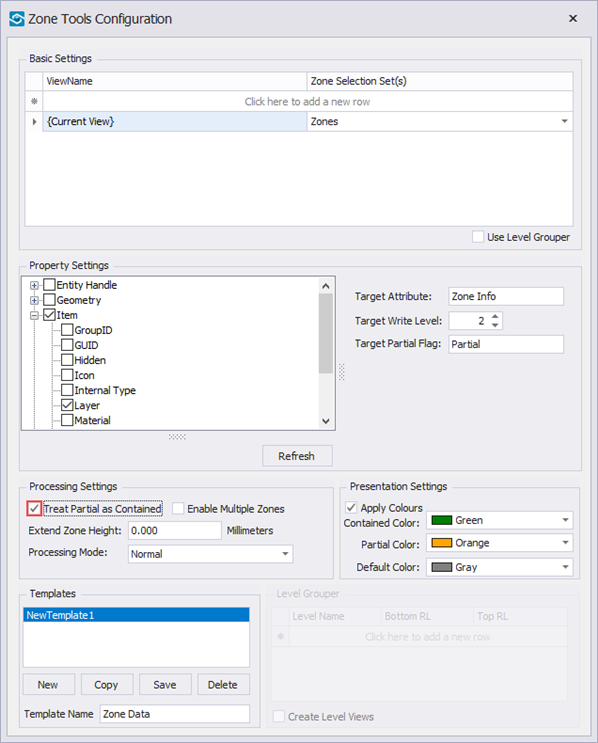 Zone Tools Configuration
Basic Settings
ViewName Zone Selection Set(s)
Click here to add a new row
{Current View} Zones
Use Level Grouper
Property Settings
Entity Handle
Geometry
Item
GroupID
GUID
Hidden
Icon
Internal Type
Layer
Material
Target Attribute: Zone Info
Target Write Level: 2
Target Partial Flag: Partial
Refresh
Processing Settings
Treat Partial as Contained Enable Multiple Zones
Extend Zone Height: 0.000 Millimeters
Processing Mode: Normal
Presentation Settings
Apply Colours
Contained Color: Green
Partial Color: Orange
Default Color: Gray
Templates
NewTemplate1
New Copy Save Delete
Template Name Zone Data
Level Grouper
Level Name Bottom RL Top RL
Click here to add a new row
Create Level Views